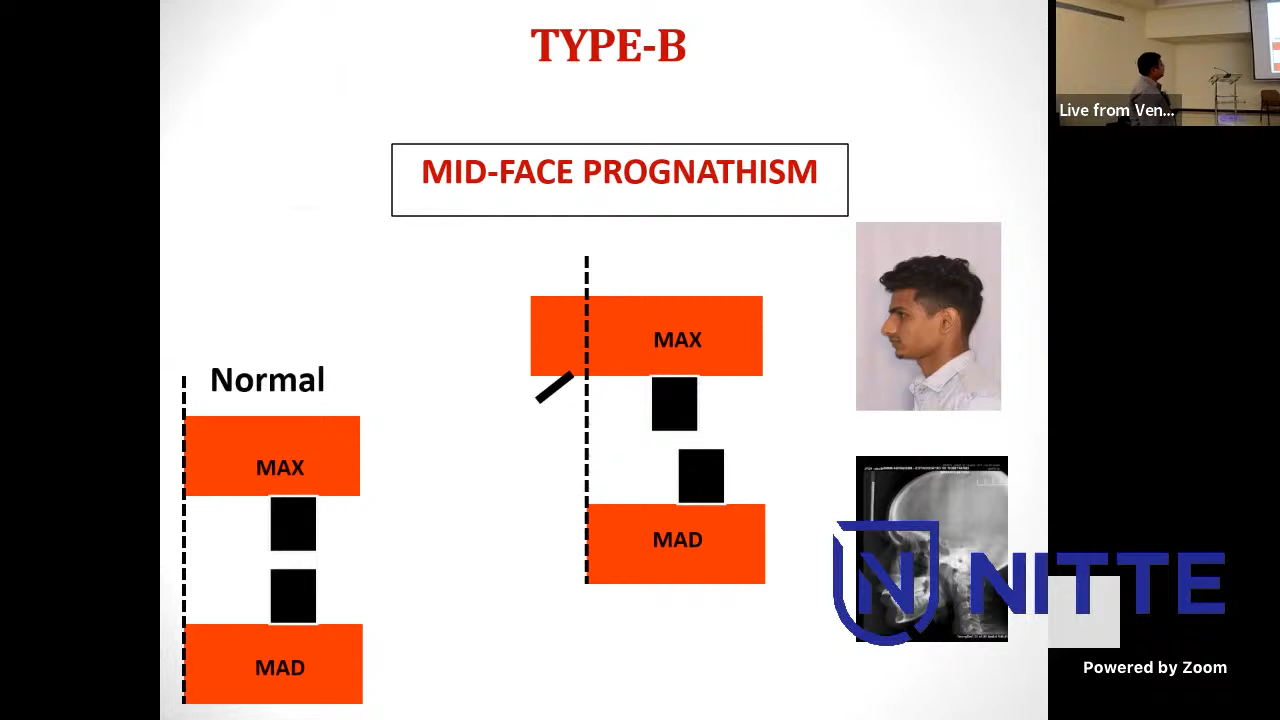 TYPE-B
MID-FACE PROGNATHISM
Live from Ven...
MAX
Normal
MAX
MAD
MAD
N NITTE
Powered by Zoom